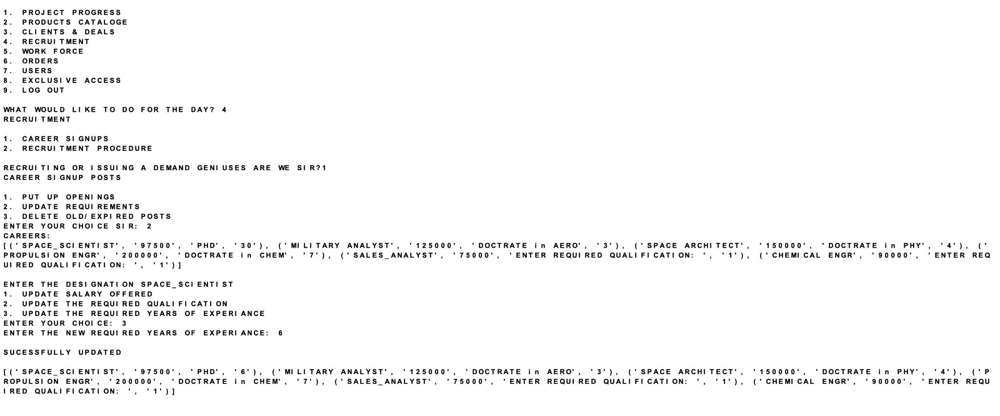 1. PROJECT PROGRESS
2. PRODUCTS CATALOGE
3. CLIENTS & DEALS
4. RECRUITMENT
5. WORK FORCE
6. ORDERS
7. USERS
8. EXCLUSIVE ACCESS
9. LOG OUT
WHAT WOULD LIKE TO DO FOR THE DAY? 4
RECRUITMENT
1. CAREER SIGNUPS
2. RECRUITMENT PROCEDURE
RECRUITING OR ISSUING A DEMAND GENIUSES ARE WE SIR?1
CAREER SIGNUP POSTS
1. PUT UP OPENINGS
2. UPDATE REQUIREMENTS
3. DELETE OLD/EXPIRED POSTS
ENTER YOUR CHOICE SIR: 2
CAREERS:
[('SPACE_SCIENTIST', '97500', 'PHD', '30'), ('MILITARY ANALYST', '125000', 'DOCTRATE in AERO', '3'), ('SPACE ARCHITECT', '150000', 'DOCTRATE in PHY', '4'), ('
PROPULSION ENGR', '200000', 'DOCTRATE in CHEM', '7'), ('SALES_ANALYST', '75000', 'ENTER REQUIRED QUALIFICATION: ', '1'), ('CHEMICAL ENGR', '90000', 'ENTER REQ
UIRED QUALIFICATION: ', '1')]
ENTER THE DESIGNATION SPACE_SCIENTIST
1. UPDATE SALARY OFFERED
2. UPDATE THE REQUIRED QUALIFICATION
3. UPDATE THE REQUIRED YEARS OF EXPERIANCE
ENTER YOUR CHOICE: 3
ENTER THE NEW REQUIRED YEARS OF EXPERIANCE: 6
SUCESSFULLY UPDATED
[('SPACE_SCIENTIST', '97500', 'PHD', '6'), ('MILITARY ANALYST', '125000', 'DOCTRATE in AERO', '3'), ('SPACE ARCHITECT', '150000', 'DOCTRATE in PHY', '4'), ('P
ROPULSION ENGR', '200000', 'DOCTRATE in CHEM', '7'), ('SALES_ANALYST', '75000', 'ENTER REQUIRED QUALIFICATION: ', '1'), ('CHEMICAL ENGR', '90000', 'ENTER REQU
IRED QUALIFICATION: ', '1')]